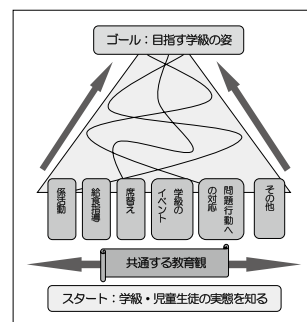 ゴール：目指す学級の姿
係活動
給食指導
席替え
学級の
イベント
問題行動へ
の対応
その他
共通する教育観
スタート：学級・児童生徒の実態を知る